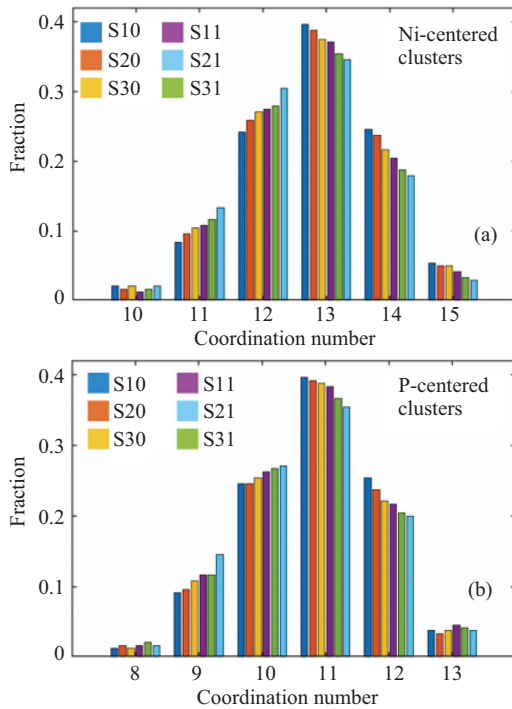 0.4
S10
S11
Ni-centered
S20
S21
clusters
S30
S31
0.3
Fraction
0.2
0.1
(a)
0
10
11
12
13
14
15
Coordination number
0.4
S10
S11
P-centered
S20
S21
clusters
S30
S31
0.3
Fraction
0.2
0.1
(b)
0
8
9
10
11
12
13
Coordination number